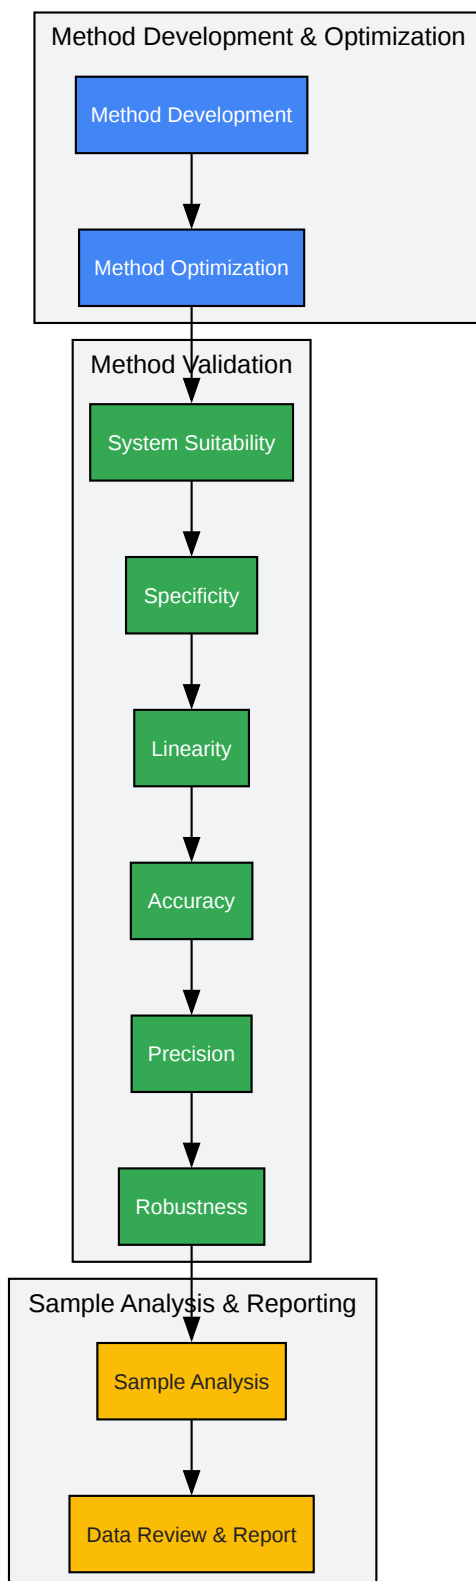 Method Development & Optimization
Method Development
Method Optimization
Method Validation
System Suitability
Specificity
Linearity
Accuracy
Precision
Robustness
Sample Analysis & Reporting
Sample Analysis
Data Review & Report